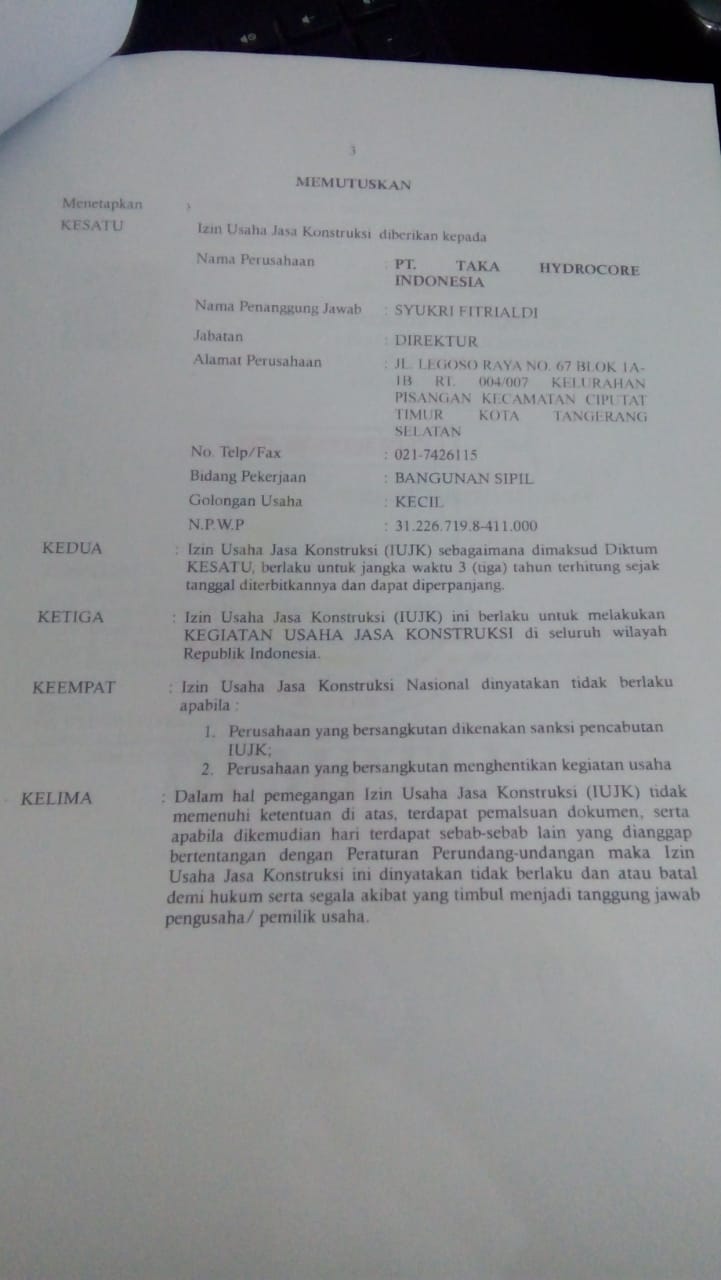 3
MEMUTUSKAN
Menetapkan :
KESATU Izin Usaha Jasa Konstruksi diberikan kepada
Nama Perusahaan : PT. TAKA HYDROCORE
INDONESIA
Nama Penanggung Jawab : SYUKRI FITRIALDI
Jabatan : DIREKTUR
Alamat Perusahaan : JL. LEGOSO RAYA NO. 67 BLOK 1A-
1B RT. 004/007 KELURAHAN
PISANGAN KECAMATAN CIPUTAT
TIMUR KOTA TANGERANG
SELATAN
No. Telp/Fax : 021-7426115
Bidang Pekerjaan : BANGUNAN SIPIL
Golongan Usaha : KECIL
N.P.W.P : 31.226.719.8-411.000
KEDUA : Izin Usaha Jasa Konstruksi (IUJK) sebagaimana dimaksud Diktum
KESATU, berlaku untuk jangka waktu 3 (tiga) tahun terhitung sejak
tanggal diterbitkannya dan dapat diperpanjang.
KETIGA : Izin Usaha Jasa Konstruksi (IUJK) ini berlaku untuk melakukan
KEGIATAN USAHA JASA KONSTRUKSI di seluruh wilayah
Republik Indonesia.
KEEMPAT : Izin Usaha Jasa Konstruksi Nasional dinyatakan tidak berlaku
apabila :
1. Perusahaan yang bersangkutan dikenakan sanksi pencabutan
IUJK;
2. Perusahaan yang bersangkutan menghentikan kegiatan usaha
KELIMA : Dalam hal pemegangan Izin Usaha Jasa Konstruksi (IUJK) tidak
memenuhi ketentuan di atas, terdapat pemalsuan dokumen, serta
apabila dikemudian hari terdapat sebab-sebab lain yang dianggap
bertentangan dengan Peraturan Perundang-undangan maka Izin
Usaha Jasa Konstruksi ini dinyatakan tidak berlaku dan atau batal
demi hukum serta segala akibat yang timbul menjadi tanggung jawab
pengusaha/ pemilik usaha.